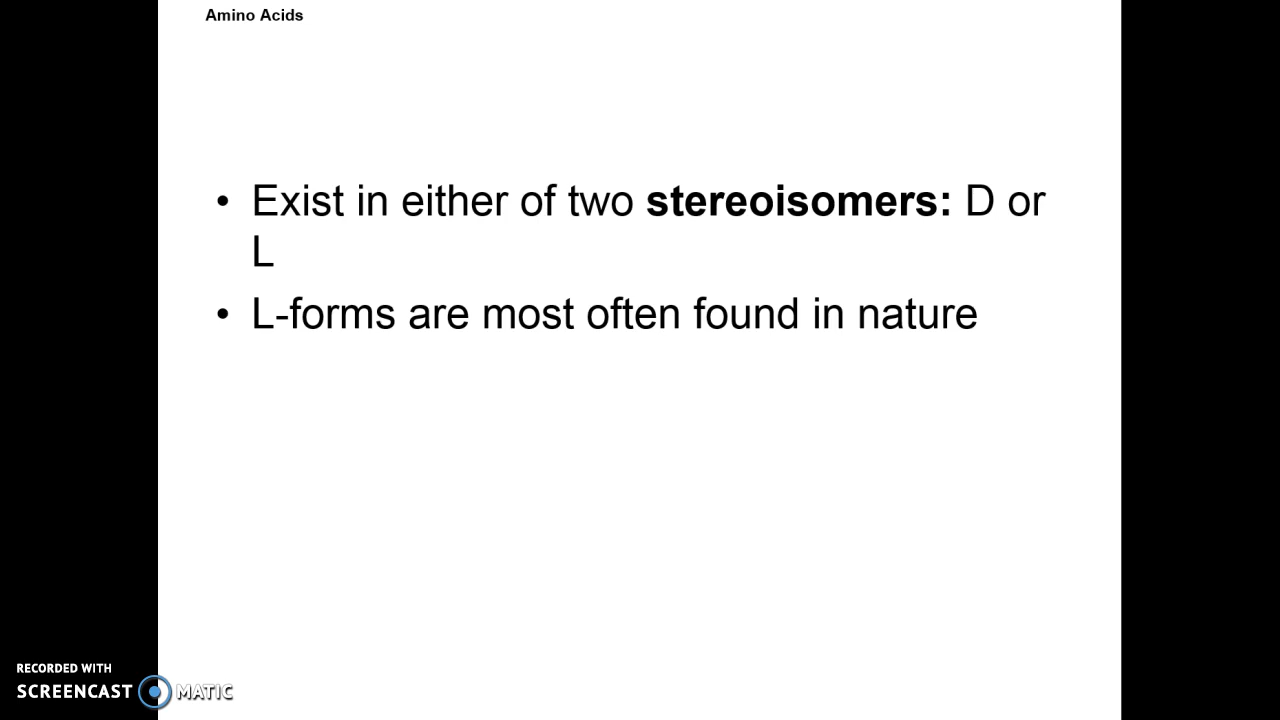 Amino Acids
• Exist in either of two stereoisomers: D or
L
• L-forms are most often found in nature
RECORDED WITH
SCREENCAST MATIC